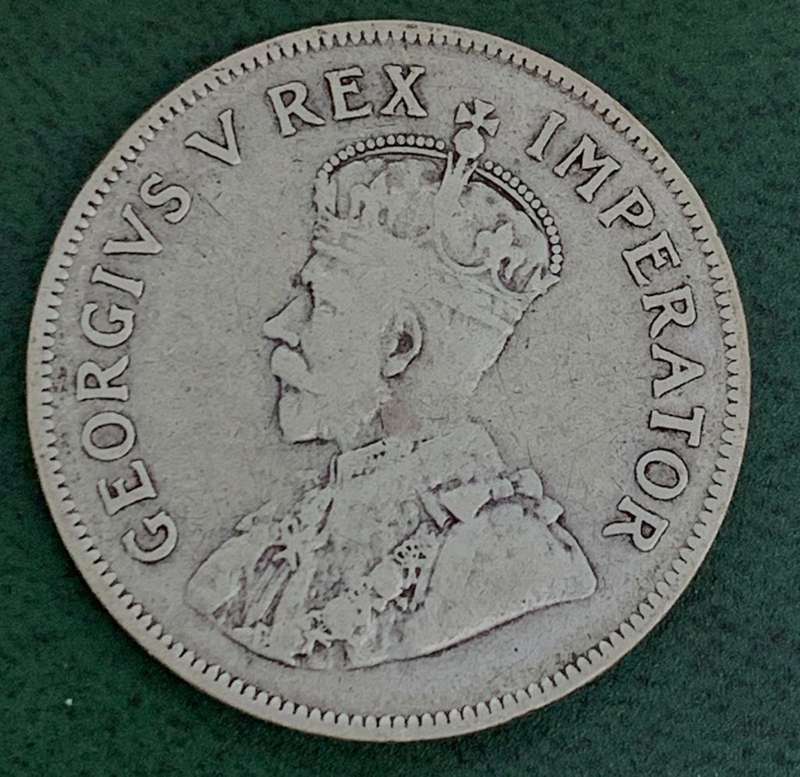 GEORGIVS V REX IMPERATOR